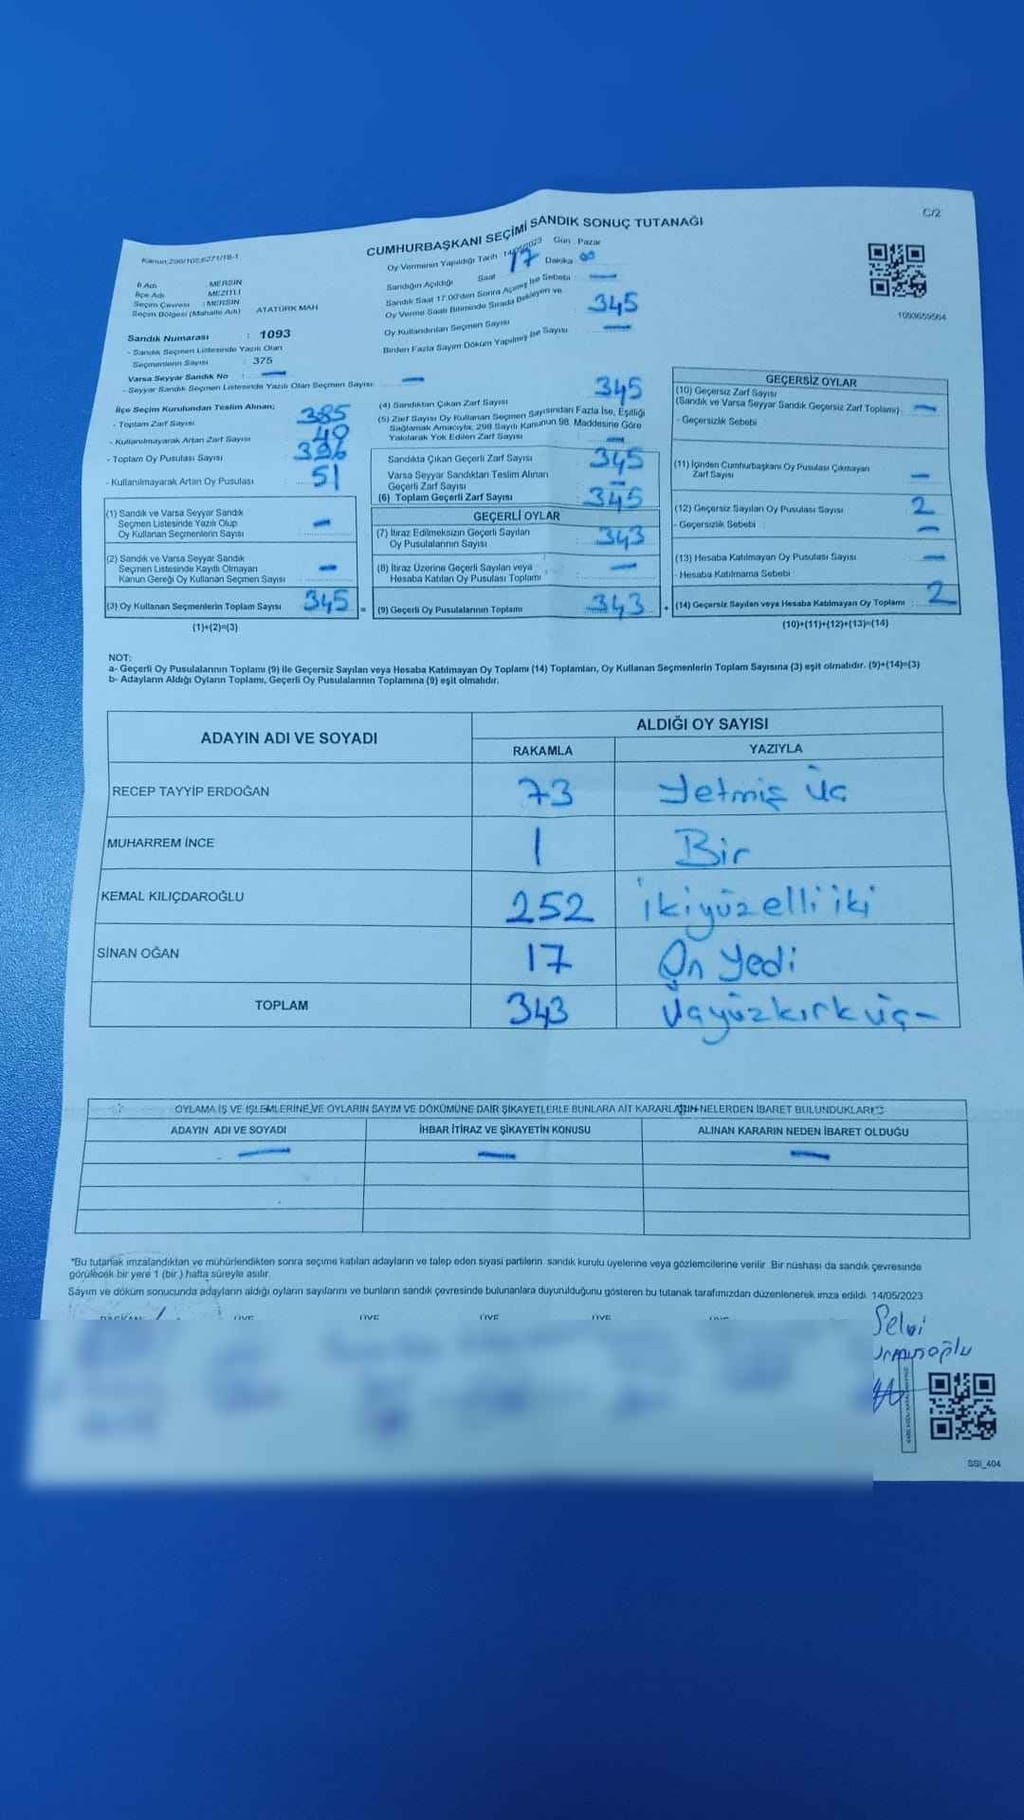 C/2
CUMHURBAŞKANI SEÇİMİ SANDIK SONUÇ TUTANAĞI
Oy Vermenin Yapıldığı Tarih 14/05/2023 Gün : Pazar
Sandığın Açıldığı Saat 17 Dakika 00
Sandık Saat 17:00'den Sonra Açılmış İse Sebebi : —
Oy Verme Saati Bitiminde Sırada Bekleyen ve
Oy Kullandırılan Seçmen Sayısı 345
Birden Fazla Sayım Döküm Yapılmış İse Sayısı —
1093659564
İl Adı : MERSİN
İlçe Adı : MEZİTLİ
Seçim Çevresi : MERSİN
Seçim Bölgesi (Mahalle Adı) : ATATÜRK MAH
Sandık Numarası : 1093
- Sandık Seçmen Listesinde Yazılı Olan
Seçmenlerin Sayısı : 375
Varsa Seyyar Sandık No : —
- Seyyar Sandık Seçmen Listesinde Yazılı Olan Seçmen Sayısı: —
İlçe Seçim Kurulundan Teslim Alınan;
- Toplam Zarf Sayısı 385
- Kullanılmayarak Artan Zarf Sayısı 40
- Toplam Oy Pusulası Sayısı 396
- Kullanılmayarak Artan Oy Pusulası 51
(1) Sandık ve Varsa Seyyar Sandık
Seçmen Listesinde Yazılı Olup
Oy Kullanan Seçmenlerin Sayısı —
(2) Sandık ve Varsa Seyyar Sandık
Seçmen Listesinde Kayıtlı Olmayan
Kanun Gereği Oy Kullanan Seçmen Sayısı —
(3) Oy Kullanan Seçmenlerin Toplam Sayısı 345 =
(1)+(2)=(3)
(4) Sandıktan Çıkan Zarf Sayısı 345
(5) Zarf Sayısı Oy Kullanan Seçmen Sayısından Fazla İse, Eşitliği
Sağlamak Amacıyla, 298 Sayılı Kanunun 98. Maddesine Göre
Yakılarak Yok Edilen Zarf Sayısı —
Sandıkta Çıkan Geçerli Zarf Sayısı 345
Varsa Seyyar Sandıktan Teslim Alınan
Geçerli Zarf Sayısı —
(6) Toplam Geçerli Zarf Sayısı 345
GEÇERLİ OYLAR
(7) İtiraz Edilmeksizin Geçerli Sayılan
Oy Pusulalarının Sayısı 343
(8) İtiraz Üzerine Geçerli Sayılan veya
Hesaba Katılan Oy Pusulası Toplamı —
(9) Geçerli Oy Pusulalarının Toplamı 343 +
GEÇERSİZ OYLAR
(10) Geçersiz Zarf Sayısı
(Sandık ve Varsa Seyyar Sandık Geçersiz Zarf Toplamı) —
- Geçersizlik Sebebi
(11) İçinden Cumhurbaşkanı Oy Pusulası Çıkmayan
Zarf Sayısı —
(12) Geçersiz Sayılan Oy Pusulası Sayısı 2
- Geçersizlik Sebebi : —
(13) Hesaba Katılmayan Oy Pusulası Sayısı —
- Hesaba Katılmama Sebebi
(14) Geçersiz Sayılan veya Hesaba Katılmayan Oy Toplamı : 2
(10)+(11)+(12)+(13)=(14)
NOT:
a- Geçerli Oy Pusulalarının Toplamı (9) ile Geçersiz Sayılan veya Hesaba Katılmayan Oy Toplamı (14) Toplamları, Oy Kullanan Seçmenlerin Toplam Sayısına (3) eşit olmalıdır. (9)+(14)=(3)
b- Adayların Aldığı Oyların Toplamı, Geçerli Oy Pusulalarının Toplamına (9) eşit olmalıdır.
ADAYIN ADI VE SOYADI ALDIĞI OY SAYISI
RAKAMLA YAZIYLA
RECEP TAYYİP ERDOĞAN 73 Yetmiş üç
MUHARREM İNCE 1 Bir
KEMAL KILIÇDAROĞLU 252 İkiyüzelli iki
SİNAN OĞAN 17 On yedi
TOPLAM 343 Üçyüzkırküç—
OYLAMA İŞ VE İŞLEMLERİNE VE OYLARIN SAYIM VE DÖKÜMÜNE DAİR ŞİKAYETLERLE BUNLARA AİT KARARLARIN NELERDEN İBARET BULUNDUKLARI
ADAYIN ADI VE SOYADI İHBAR İTİRAZ VE ŞİKAYETİN KONUSU ALINAN KARARIN NEDEN İBARET OLDUĞU
— — —
*Bu tutanak imzalandıktan ve mühürlendikten sonra seçime katılan adayların ve talep eden siyasi partilerin sandık kurulu üyelerine veya gözlemcilerine verilir. Bir nüshası da sandık çevresinde
görülecek bir yere 1 (bir) hafta süreyle asılır.
Sayım ve döküm sonucunda adayların aldığı oyların sayılarını ve bunların sandık çevresinde bulunanlara duyurulduğunu gösteren bu tutanak tarafımızdan düzenlenerek imza edildi. 14/05/2023
BAŞKAN ÜYE ÜYE ÜYE ÜYE
Selvi
SSI_404